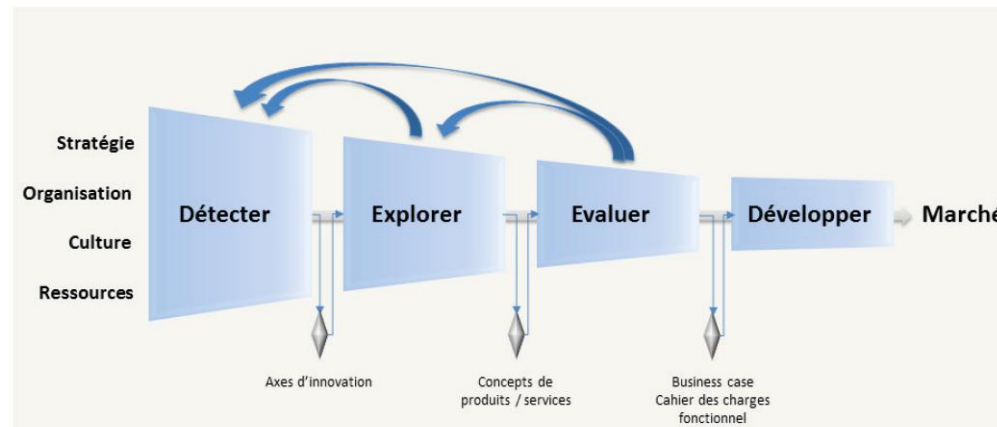 Stratégie
Organisation
Culture
Ressources
Détecter
Explorer
Evaluer
Développer
Marché
Axes d'innovation
Concepts de
produits / services
Business case
Cahier des charges
fonctionnel